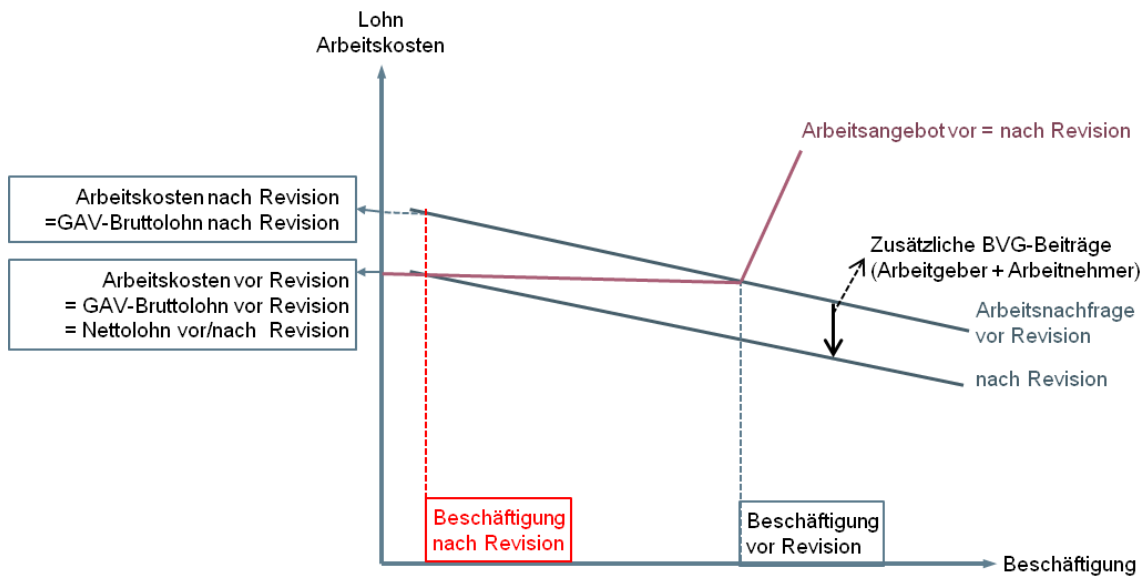 Lohn
Arbeitskosten
Arbeitsangebot vor = nach Revision
Arbeitskosten nach Revision
=GAV-Bruttolohn nach Revision
Zusätzliche BVG-Beiträge
(Arbeitgeber + Arbeitnehmer)
Arbeitskosten vor Revision
= GAV-Bruttolohn vor Revision
= Nettolohn vor/nach Revision
Arbeitsnachfrage
vor Revision
nach Revision
Beschäftigung
nach Revision
Beschäftigung
vor Revision
Beschäftigung